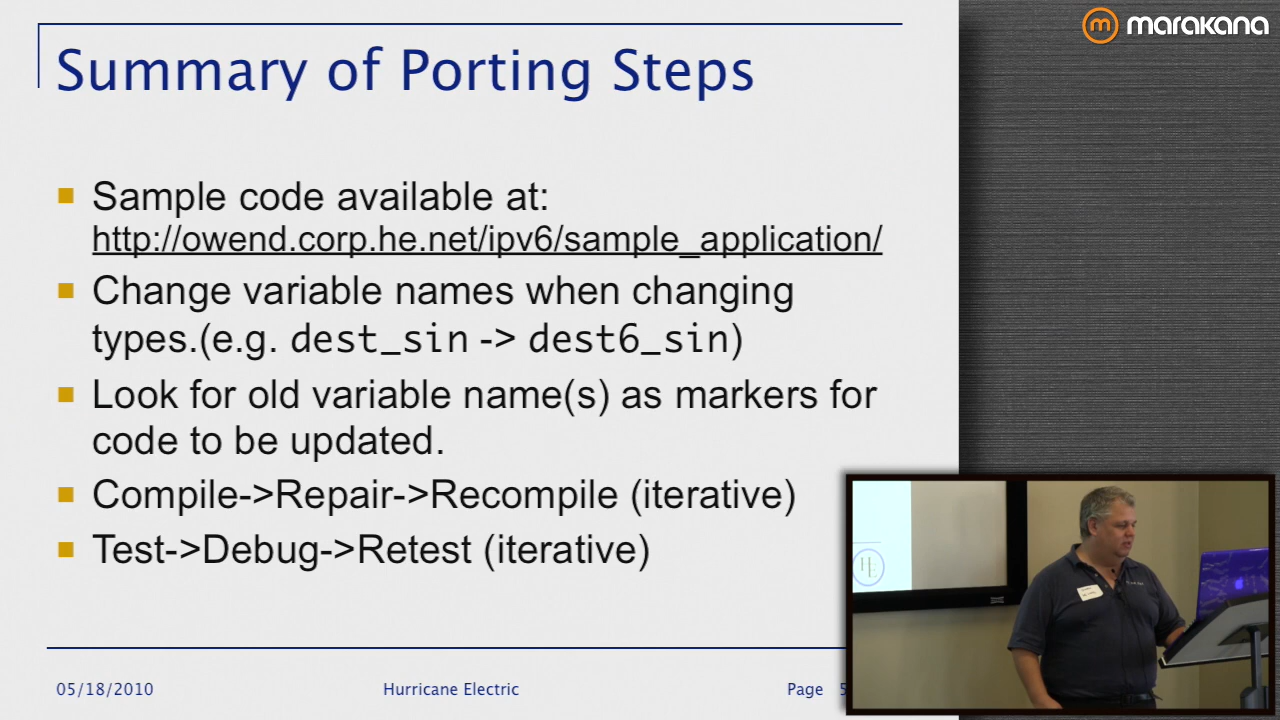 marakana
Summary of Porting Steps
Sample code available at:
http://owend.corp.he.net/ipv6/sample_application/
Change variable names when changing
types.(e.g. dest_sin -> dest6_sin)
Look for old variable name(s) as markers for
code to be updated.
Compile->Repair->Recompile (iterative)
Test->Debug->Retest (iterative)
05/18/2010
Hurricane Electric
Page